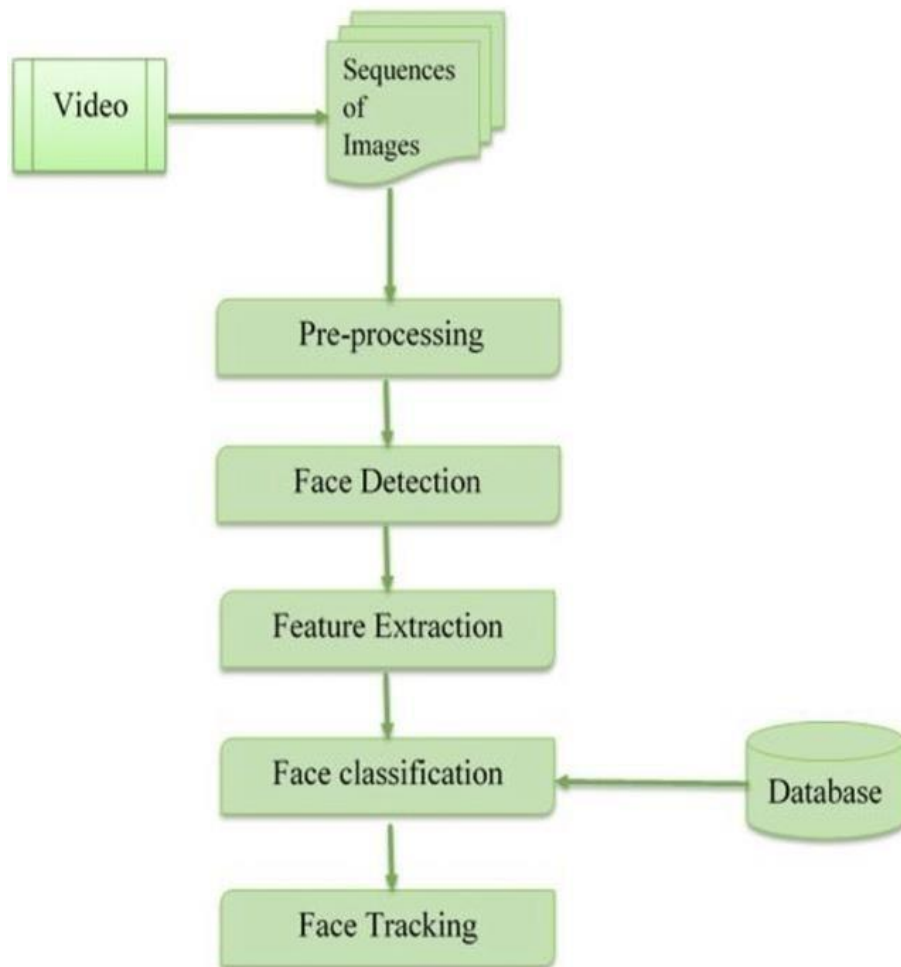 Video
Sequences
of
Images
Pre-processing
Face Detection
Feature Extraction
Face classification
Database
Face Tracking